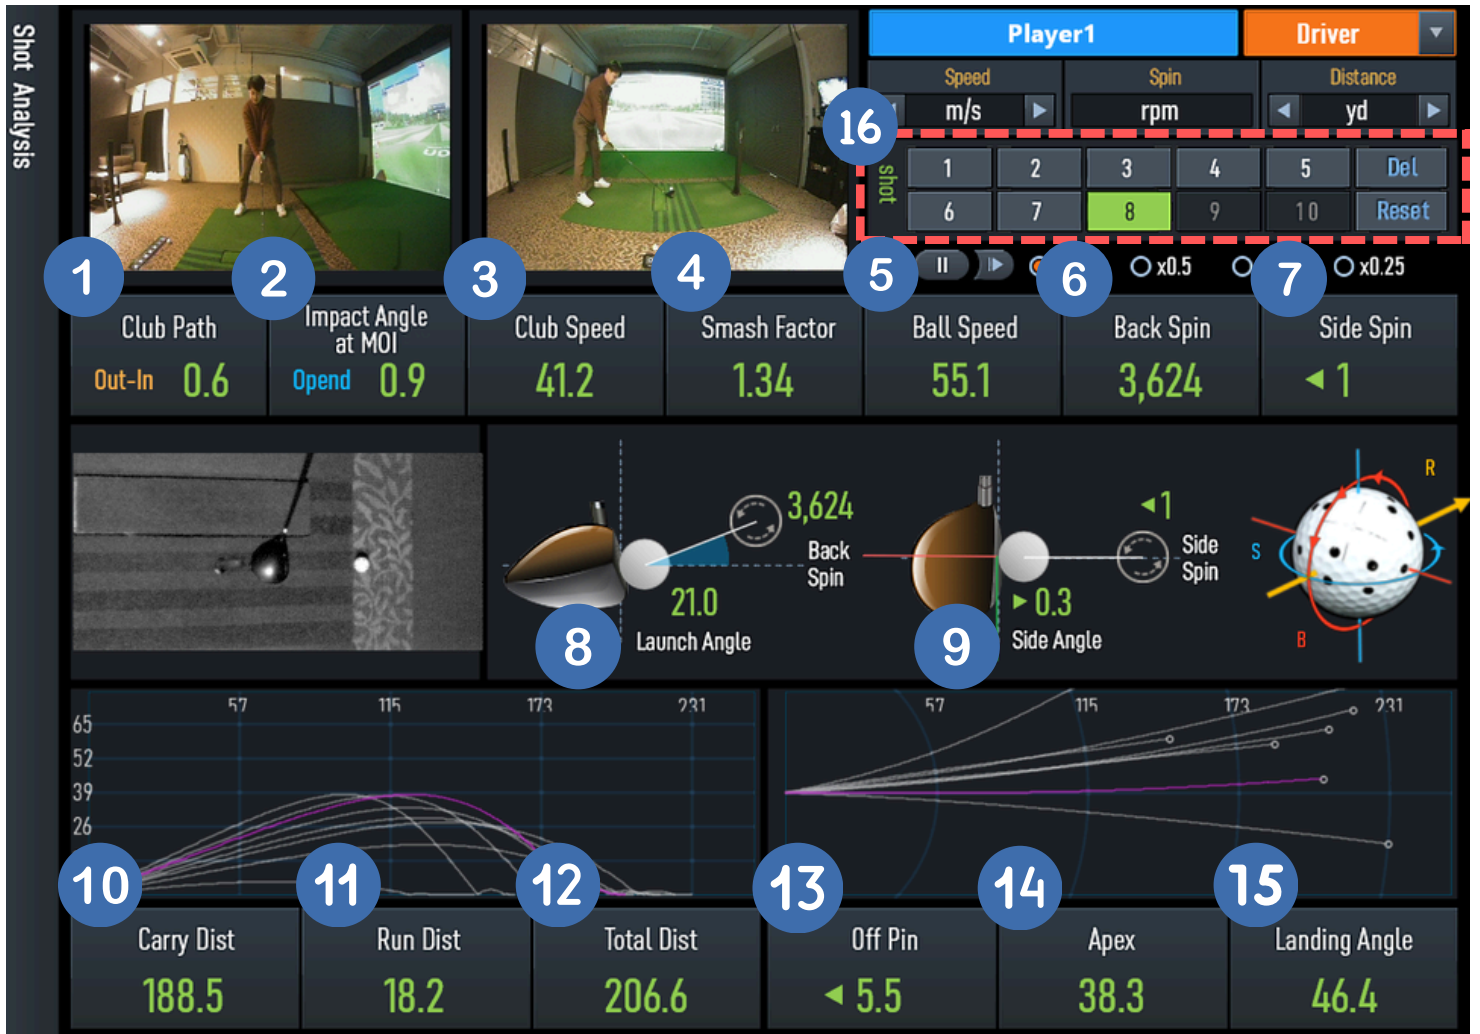 Shot Analysis
Player1
Driver
Speed
Spin
Distance
m/s
rpm
yd
16
shot
1 2 3 4 5 Del
6 7 8 9 10 Reset
1
2
3
4
5
6
x0.5
7
x0.25
Club Path
Out-In 0.6
Impact Angle
at MOI
Opend 0.9
Club Speed
41.2
Smash Factor
1.34
Ball Speed
55.1
Back Spin
3,624
Side Spin
◀ 1
3,624
Back
Spin
21.0
Launch Angle
8
◀ 1
Side
Spin
▶ 0.3
Side Angle
9
R
S
B
57 115 173 231
65
52
39
26
57 115 173 231
10
11
12
13
14
15
Carry Dist
188.5
Run Dist
18.2
Total Dist
206.6
Off Pin
◀ 5.5
Apex
38.3
Landing Angle
46.4